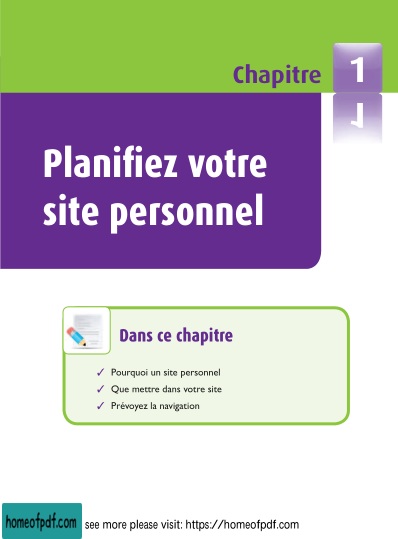 Chapitre 1
Planifiez votre
site personnel
Dans ce chapitre
✓ Pourquoi un site personnel
✓ Que mettre dans votre site
✓ Prévoyez la navigation
homeofpdf.com see more please visit: https://homeofpdf.com